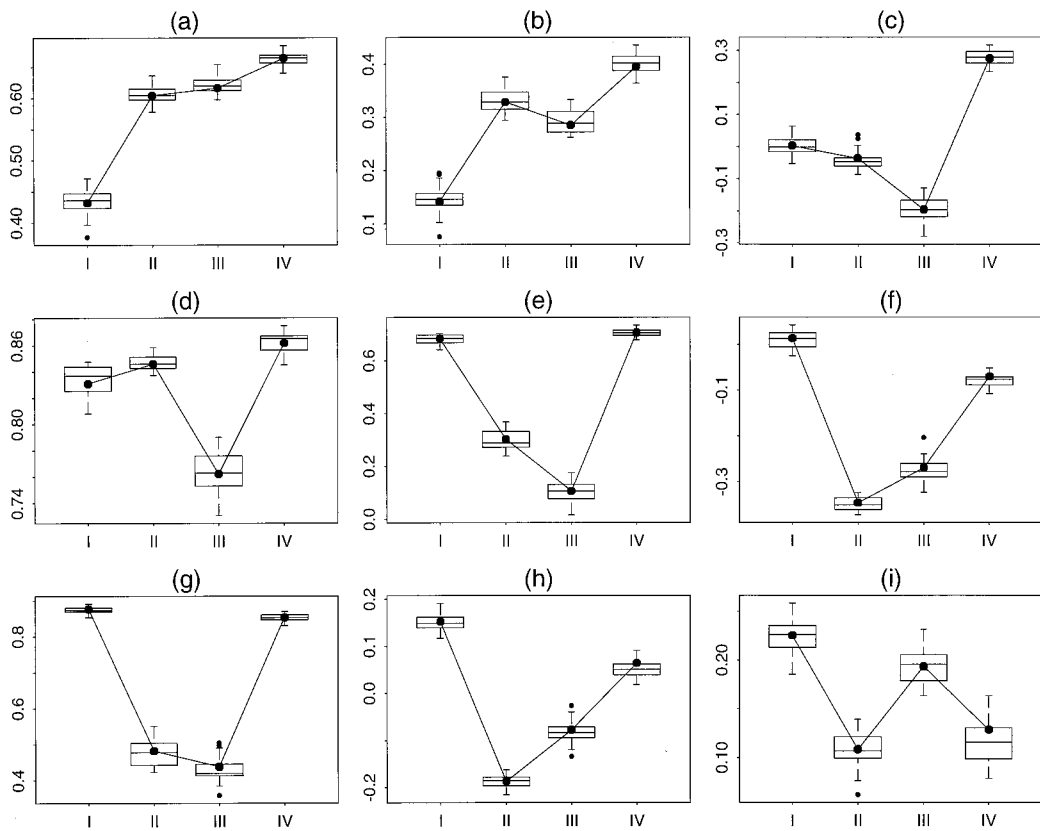 (a)
(b)
(c)
0.60
0.50
0.40
I
II
III
IV
0.4
0.3
0.2
0.1
I
II
III
IV
0.3
0.1
-0.1
-0.3
I
II
III
IV
(d)
(e)
(f)
0.86
0.80
0.74
I
II
III
IV
0.6
0.4
0.2
0.0
I
II
III
IV
-0.1
-0.3
I
II
III
IV
(g)
(h)
(i)
0.8
0.6
0.4
I
II
III
IV
0.2
0.1
0.0
-0.2
I
II
III
IV
0.20
0.10
I
II
III
IV